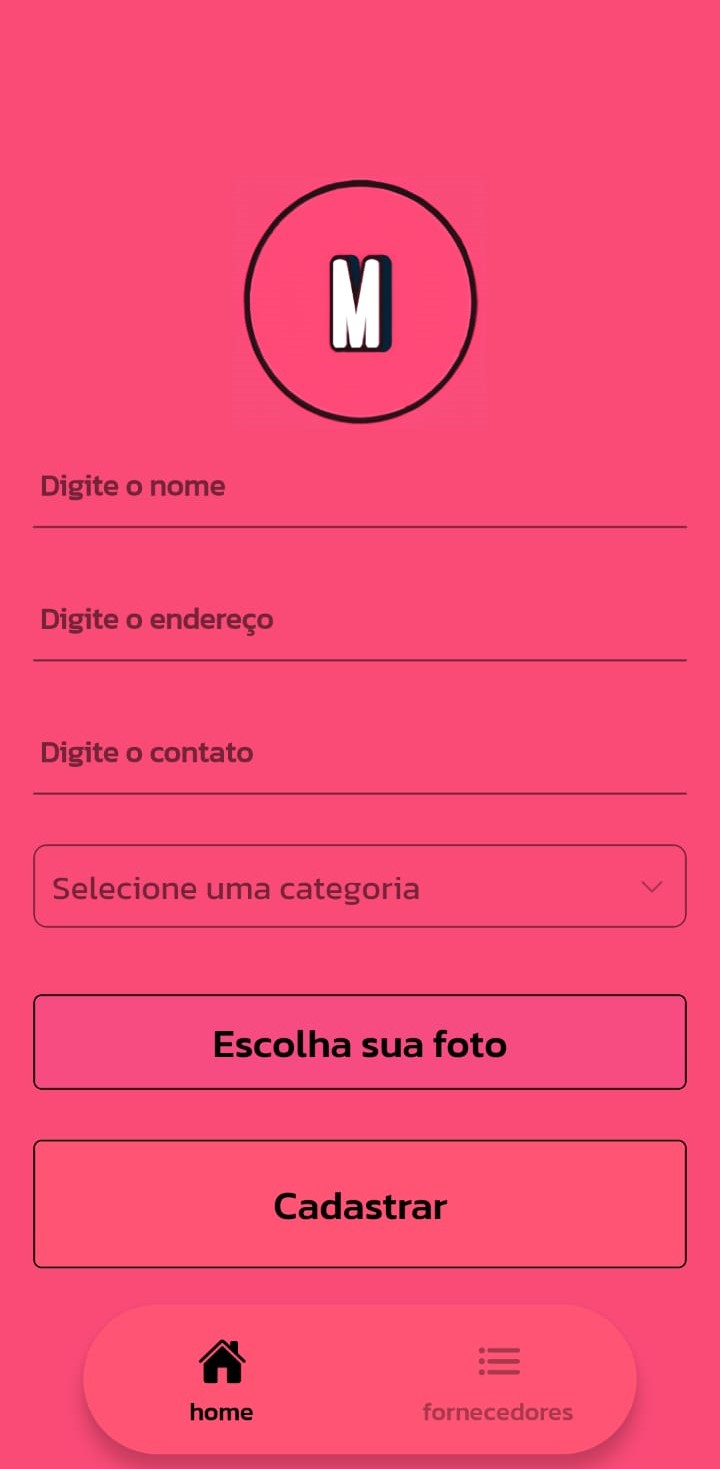 M
Digite o nome
Digite o endereço
Digite o contato
Selecione uma categoria
Escolha sua foto
Cadastrar
home
fornecedores